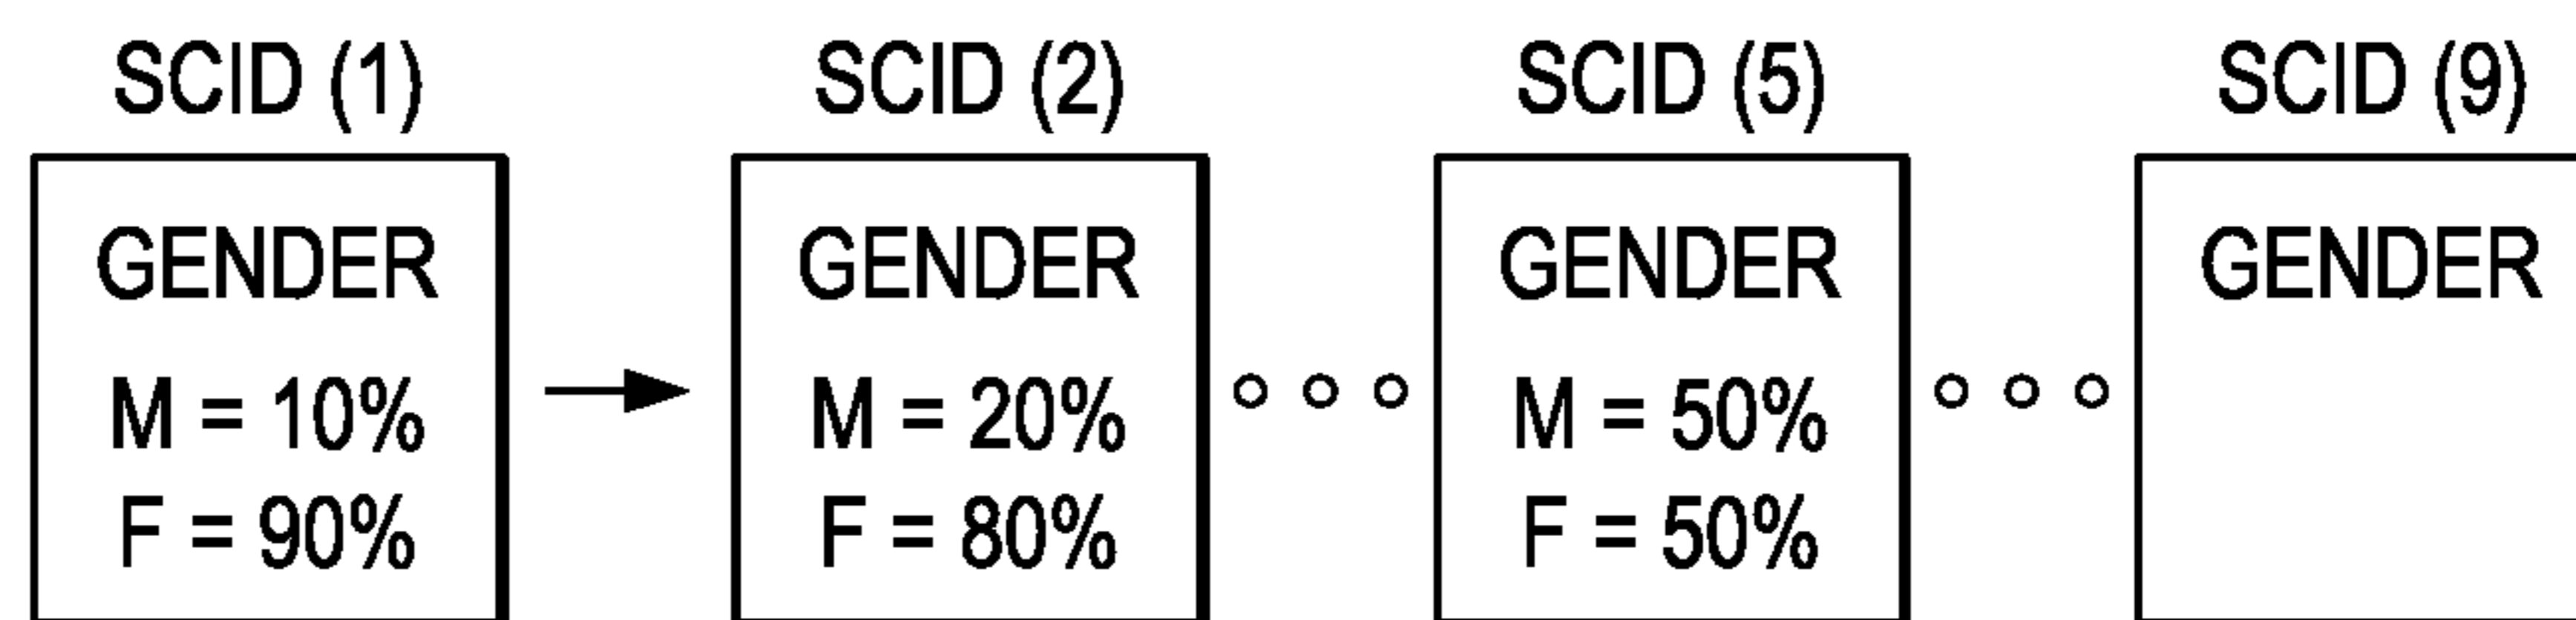 SCID (1) SCID (2) SCID (5) SCID (9)
GENDER GENDER GENDER GENDER
M = 10% M = 20% M = 50%
F = 90% F = 80% F = 50%